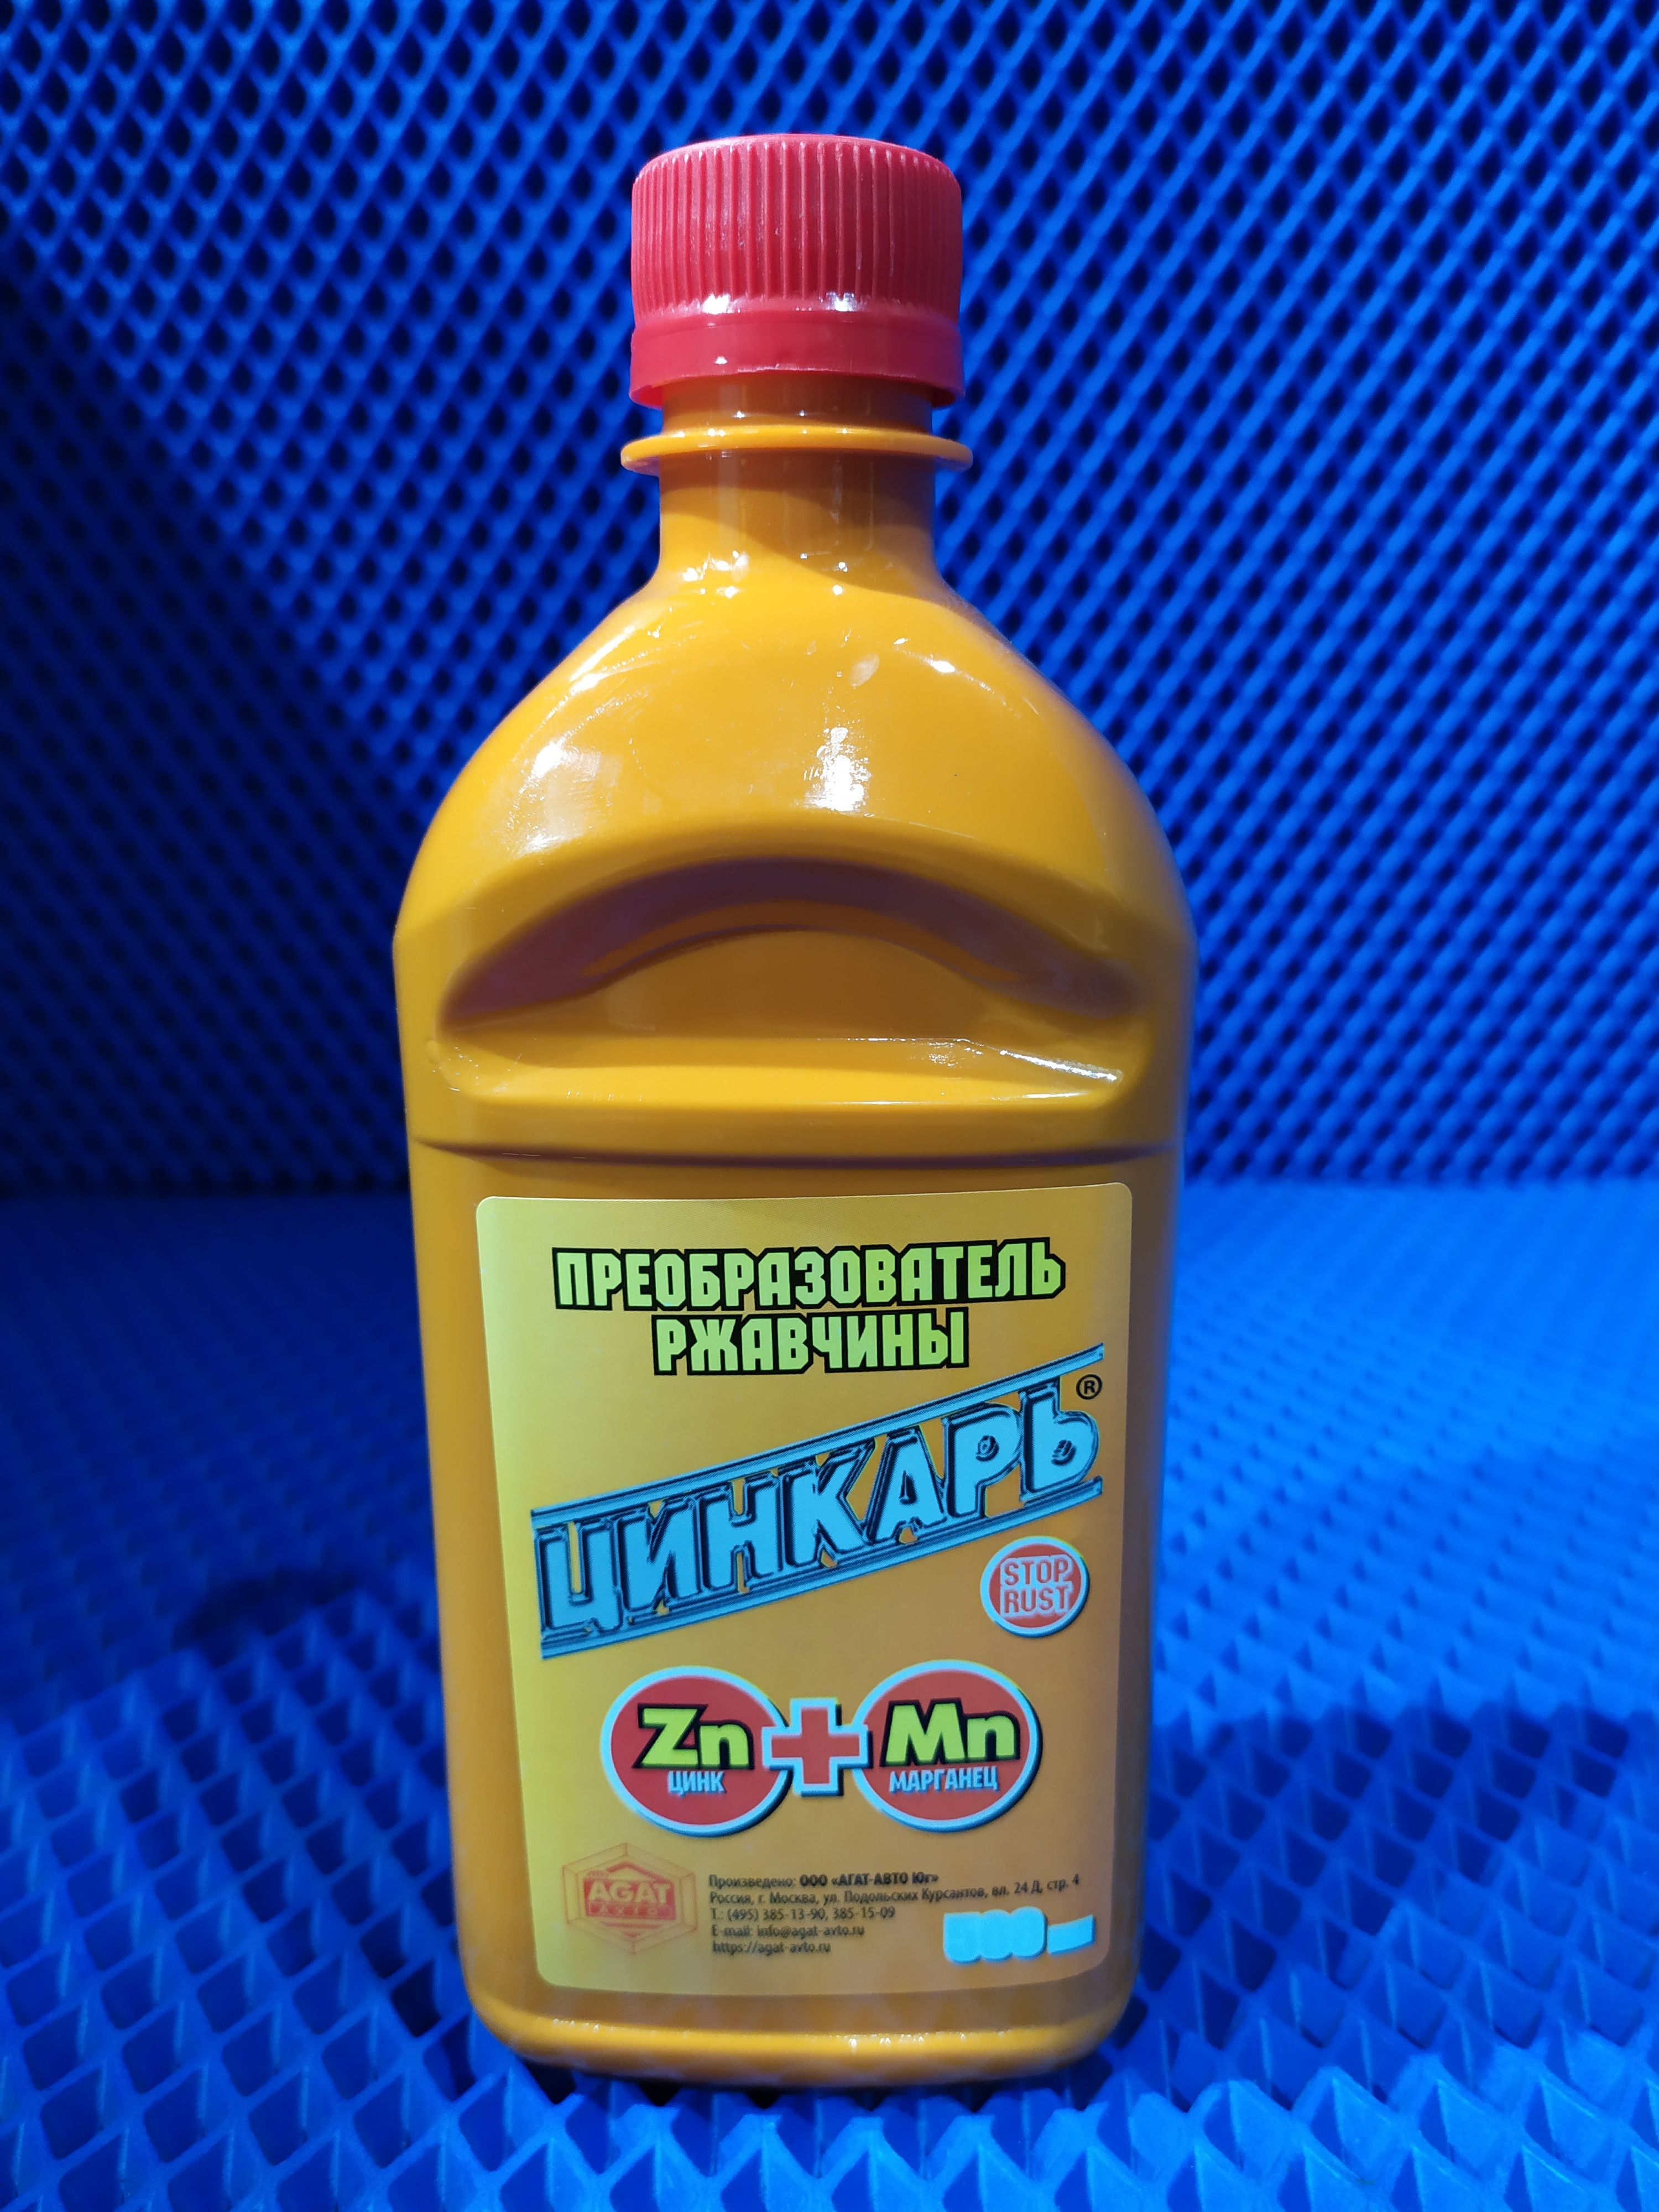 ПРЕОБРАЗОВАТЕЛЬ
РЖАВЧИНЫ
ЦИНКАРЬ®
STOP
RUST
Zn + Mn
ЦИНК МАРГАНЕЦ
AGAT
AVTO
Произведено: ООО «АГАТ-АВТО Юг»
Россия, г. Москва, ул. Подольских Курсантов, вл. 24 Д, стр. 4
Т.: (495) 385-13-90, 385-15-09
E-mail: info@agat-avto.ru
https://agat-avto.ru